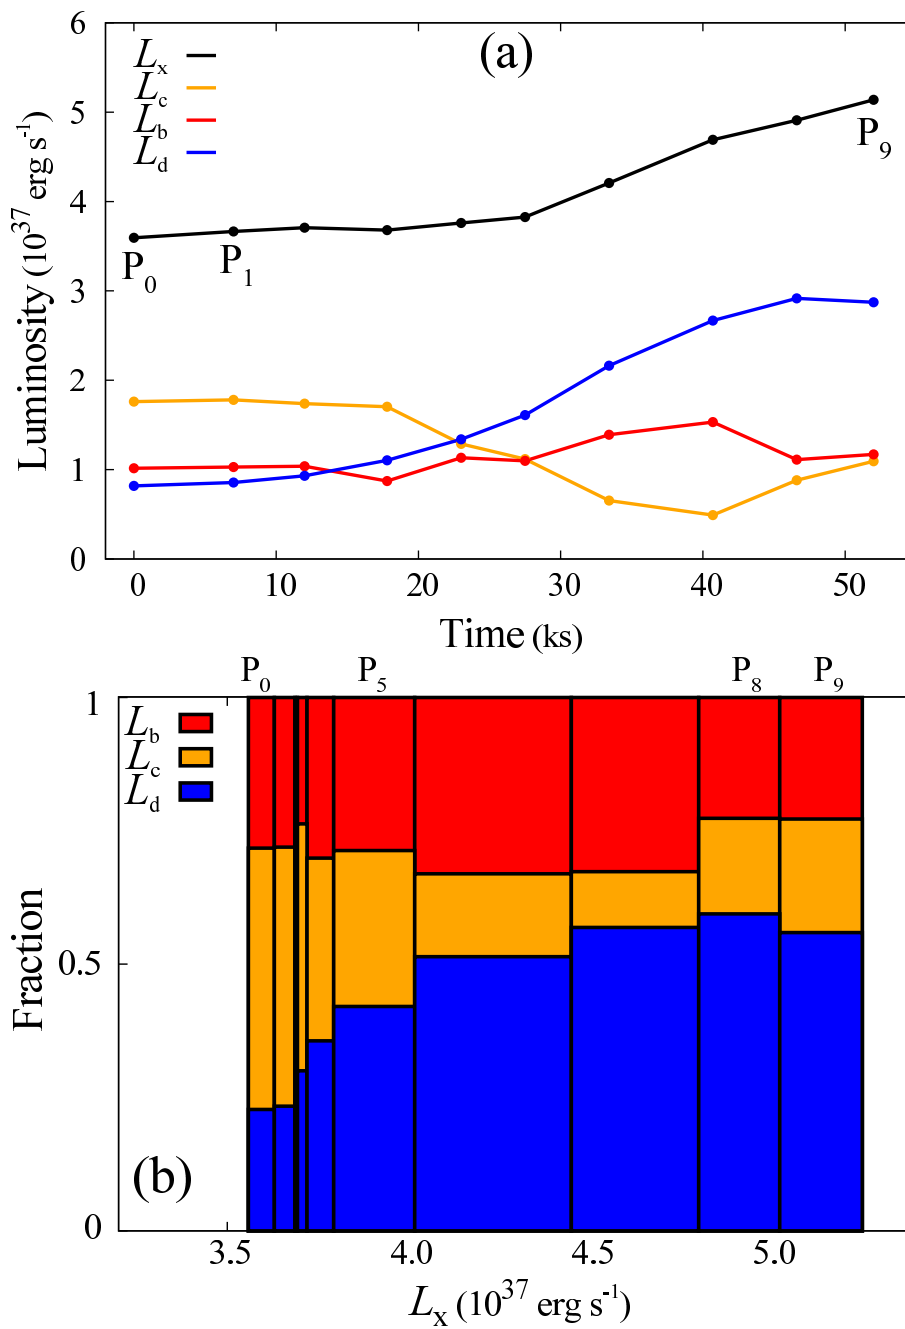 (a)
Lx
Lc
Lb
Ld
6
5
4
3
2
1
0
Luminosity (10^37 erg s^-1)
P0
P1
P9
0 10 20 30 40 50
Time (ks)
P0 P5 P8 P9
Lb
Lc
Ld
1
0.5
0
Fraction
(b)
3.5 4.0 4.5 5.0
Lx (10^37 erg s^-1)